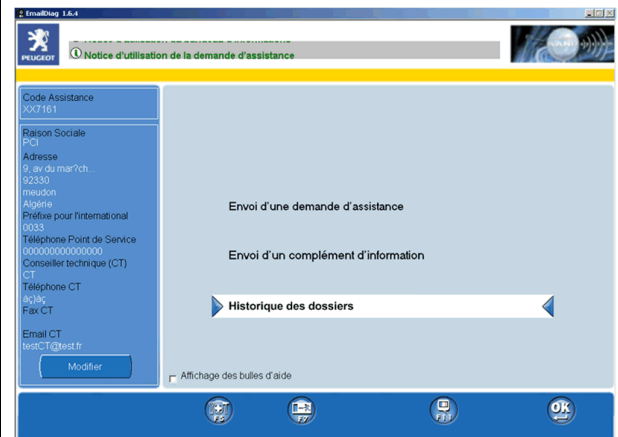 EmailDiag 1.6.4
PEUGEOT
Notice d'utilisation de la demande d'assistance
Code Assistance
XX7161
Raison Sociale
PCI
Adresse
9, av du mar?ch...
92330
meudon
Algérie
Préfixe pour l'international
0033
Téléphone Point de Service
000000000000000
Conseiller technique (CT)
CT
Téléphone CT
àç)àç
Fax CT
Email CT
testCT@test.fr
Modifier
Envoi d'une demande d'assistance
Envoi d'un complément d'information
Historique des dossiers
Affichage des bulles d'aide
F7
F11
OK